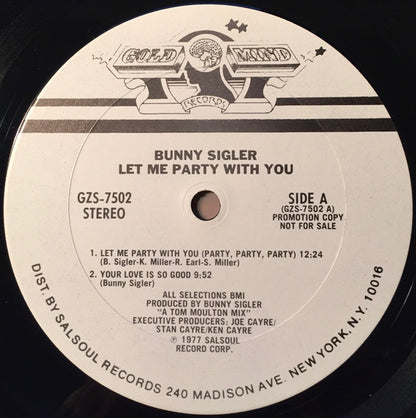 GOLD MIND
RECORDS
BUNNY SIGLER
LET ME PARTY WITH YOU
GZS-7502
STEREO
SIDE A
(GZS-7502 A)
PROMOTION COPY
NOT FOR SALE
1. LET ME PARTY WITH YOU (PARTY, PARTY, PARTY) 12:24
(B. Sigler-K. Miller-R. Earl-S. Miller)
2. YOUR LOVE IS SO GOOD 9:52
(Bunny Sigler)
ALL SELECTIONS BMI
PRODUCED BY BUNNY SIGLER
"A TOM MOULTON MIX"
EXECUTIVE PRODUCERS: JOE CAYRE/
STAN CAYRE/KEN CAYRE
℗ 1977 SALSOUL
RECORD CORP.
DIST. BY SALSOUL RECORDS 240 MADISON AVE. NEW YORK, N.Y. 10016